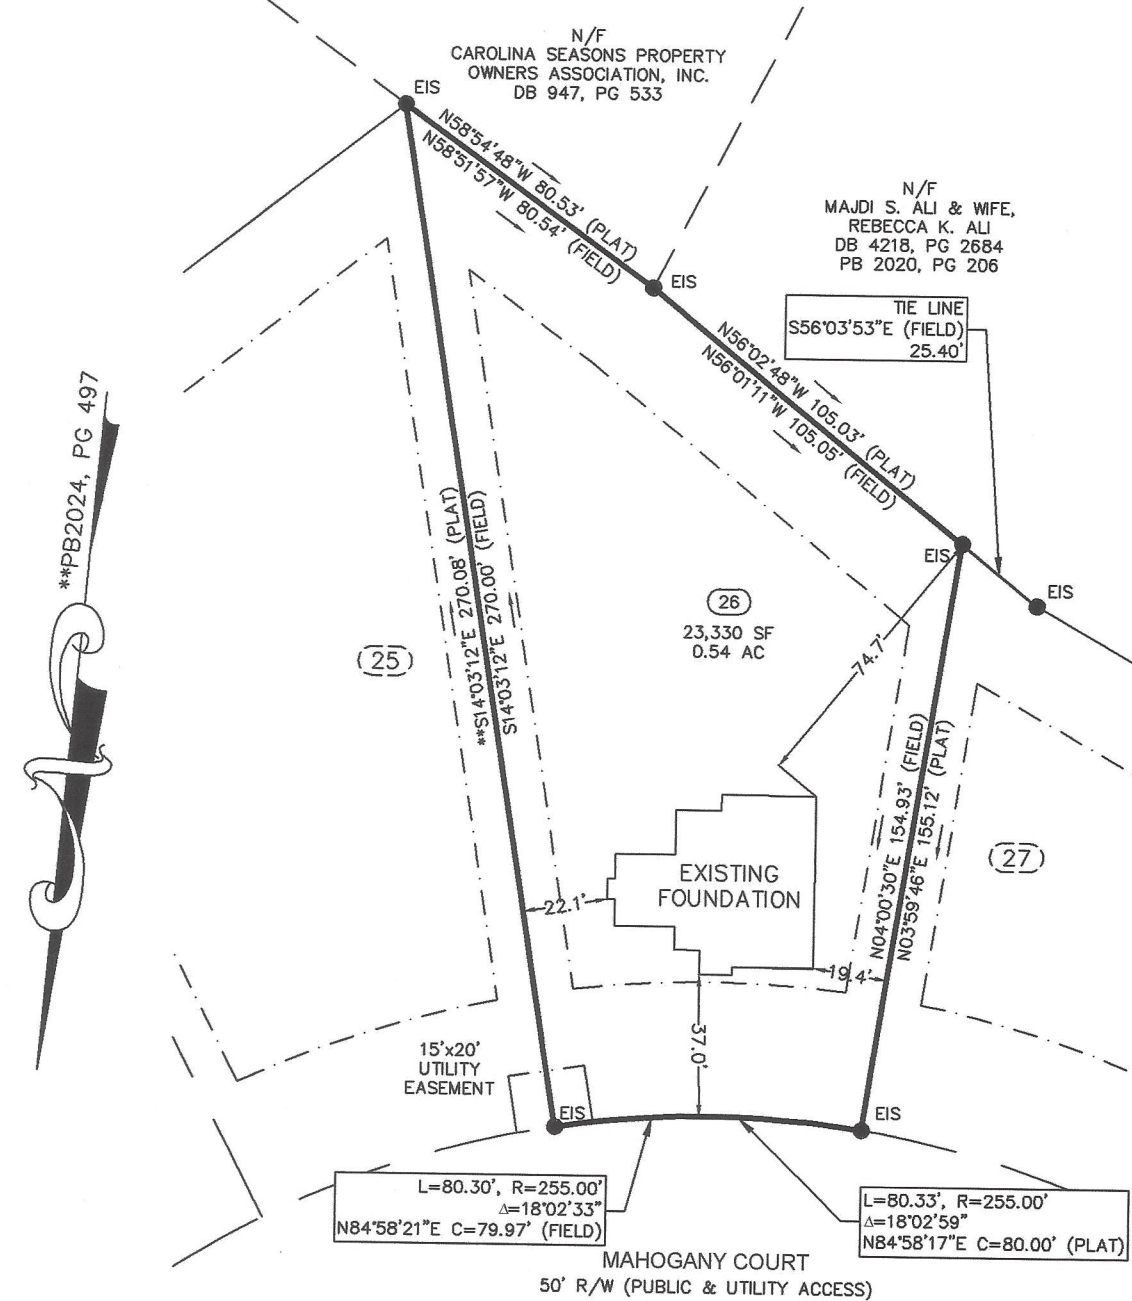 N/F
CAROLINA SEASONS PROPERTY
OWNERS ASSOCIATION, INC.
DB 947, PG 533
EIS
N58°54'48"W 80.53' (PLAT)
N58°51'57"W 80.54' (FIELD)
EIS
N/F
MAJDI S. ALI & WIFE,
REBECCA K. ALI
DB 4218, PG 2684
PB 2020, PG 206
TIE LINE
S56°03'53"E (FIELD)
25.40'
N56°02'48"W 105.03' (PLAT)
N56°01'11"W 105.05' (FIELD)
EIS
EIS
**PB2024, PG 497
**S14°03'12"E 270.08' (PLAT)
S14°03'12"E 270.00' (FIELD)
25
26
23,330 SF
0.54 AC
74.7'
N04°00'30"E 154.93' (FIELD)
N03°59'46"E 155.12' (PLAT)
27
EXISTING
FOUNDATION
22.1'
19.4'
37.0'
15'x20'
UTILITY
EASEMENT
EIS
EIS
L=80.30', R=255.00'
Δ=18°02'33"
N84°58'21"E C=79.97' (FIELD)
L=80.33', R=255.00'
Δ=18°02'59"
N84°58'17"E C=80.00' (PLAT)
MAHOGANY COURT
50' R/W (PUBLIC & UTILITY ACCESS)